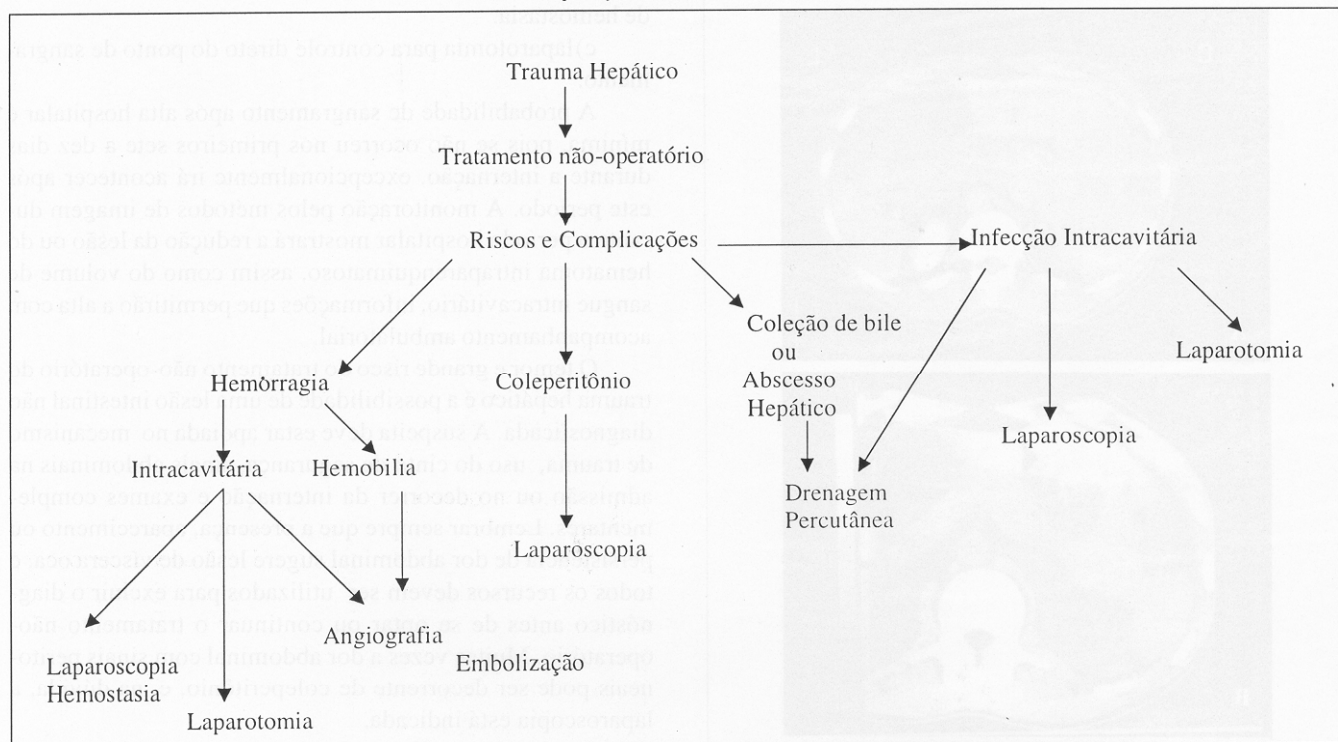 Trauma Hepático
Tratamento não-operatório
Riscos e Complicações
Infecção Intracavitária
Coleção de bile
ou
Abscesso
Hepático
Laparotomia
Hemorragia
Coleperitônio
Laparoscopia
Intracavitária
Hemobilia
Drenagem
Percutânea
Laparoscopia
Angiografia
Embolização
Laparoscopia
Hemostasia
Laparotomia